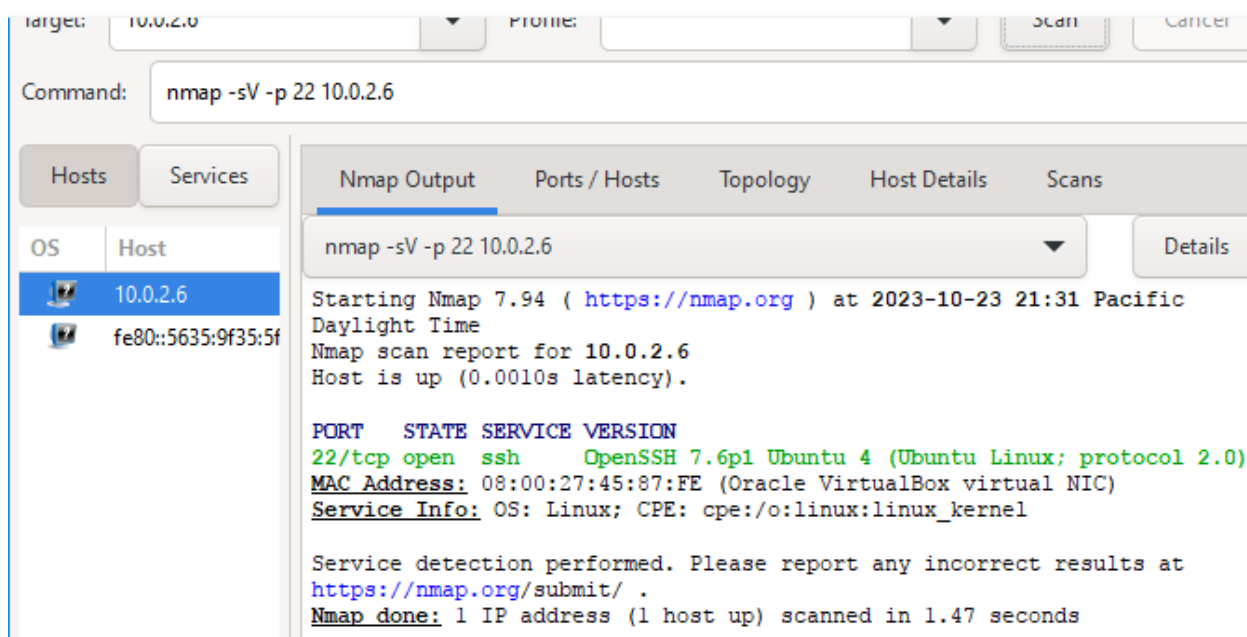 Target: 10.0.2.6 Profile: Scan Cancel
Command: nmap -sV -p 22 10.0.2.6
Hosts Services
Nmap Output Ports / Hosts Topology Host Details Scans
OS Host
nmap -sV -p 22 10.0.2.6 Details
10.0.2.6
fe80::5635:9f35:5f
Starting Nmap 7.94 ( https://nmap.org ) at 2023-10-23 21:31 Pacific
Daylight Time
Nmap scan report for 10.0.2.6
Host is up (0.0010s latency).
PORT STATE SERVICE VERSION
22/tcp open ssh OpenSSH 7.6p1 Ubuntu 4 (Ubuntu Linux; protocol 2.0)
MAC Address: 08:00:27:45:87:FE (Oracle VirtualBox virtual NIC)
Service Info: OS: Linux; CPE: cpe:/o:linux:linux_kernel
Service detection performed. Please report any incorrect results at
https://nmap.org/submit/ .
Nmap done: 1 IP address (1 host up) scanned in 1.47 seconds